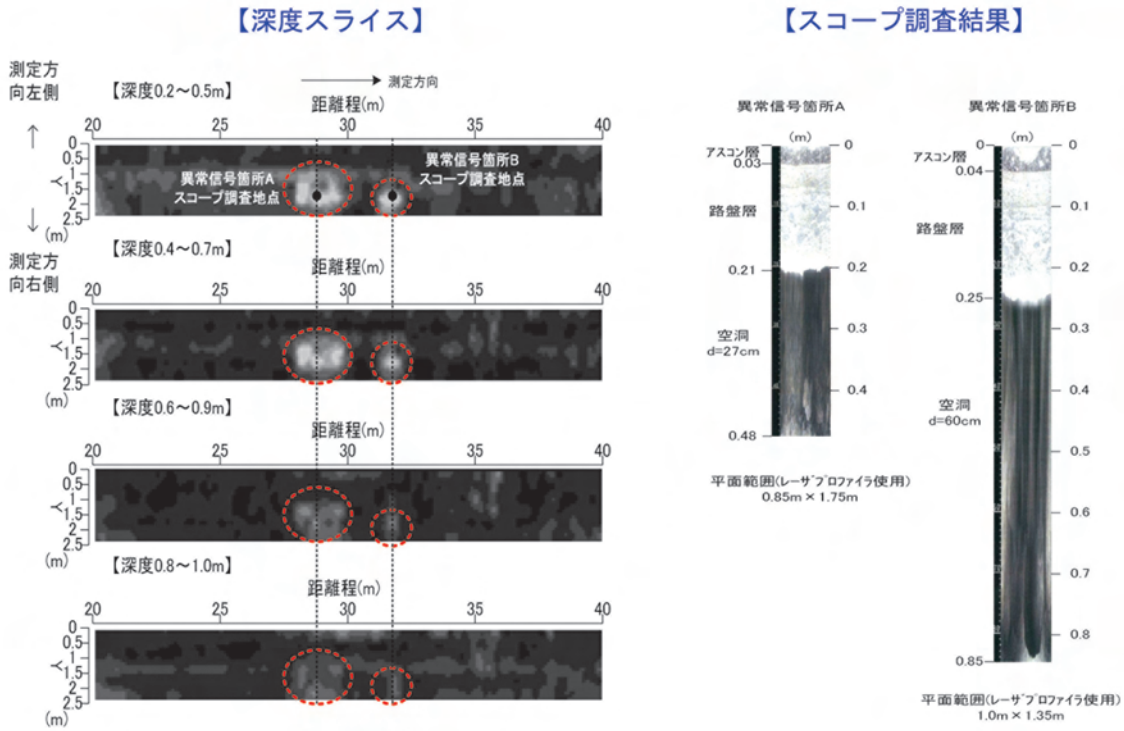 【深度スライス】
測定方
向左側
↑
↓
測定方
向右側
測定方向
【深度0.2～0.5m】
距離程(m)
20 25 30 35 40
0
0.5
1.5
2
2.5
Y
(m)
異常信号箇所A
スコープ調査地点
異常信号箇所B
スコープ調査地点
【深度0.4～0.7m】
距離程(m)
20 25 30 35 40
0
0.5
1
1.5
2
2.5
Y
(m)
【深度0.6～0.9m】
距離程(m)
20 25 30 35 40
0
0.5
1
1.5
2
2.5
Y
(m)
【深度0.8～1.0m】
距離程(m)
20 25 30 35 40
0
0.5
1
1.5
2
2.5
Y
(m)
【スコープ調査結果】
異常信号箇所A
(m)
アスコン層
0.03
路盤層
0.21
空洞
d=27cm
0.48
0
0.1
0.2
0.3
0.4
平面範囲(レーザプロファイラ使用)
0.85m×1.75m
異常信号箇所B
(m)
アスコン層
0.04
路盤層
0.25
空洞
d=60cm
0.85
0
0.1
0.2
0.3
0.4
0.5
0.6
0.7
0.8
平面範囲(レーザプロファイラ使用)
1.0m×1.35m